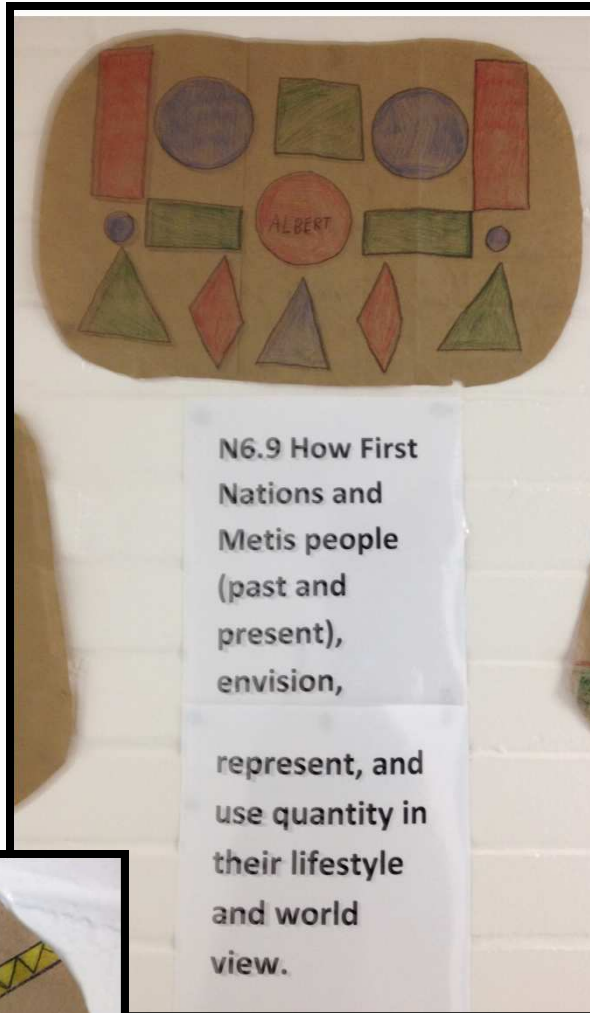 ALBERT
N6.9 How First
Nations and
Metis people
(past and
present),
envision,
represent, and
use quantity in
their lifestyle
and world
view.